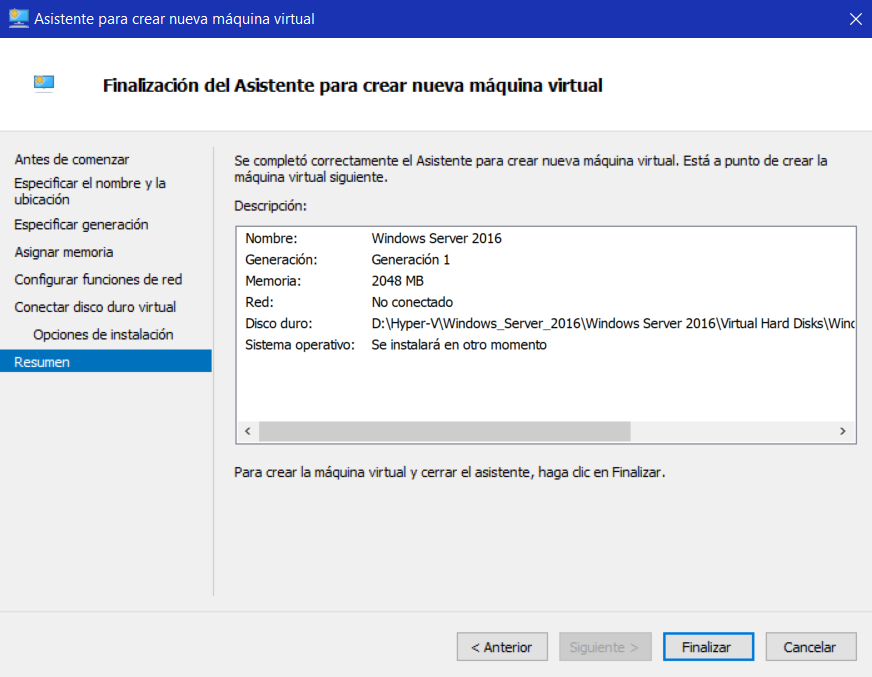 Asistente para crear nueva máquina virtual
Finalización del Asistente para crear nueva máquina virtual
Antes de comenzar
Especificar el nombre y la
ubicación
Especificar generación
Asignar memoria
Configurar funciones de red
Conectar disco duro virtual
Opciones de instalación
Resumen
Se completó correctamente el Asistente para crear nueva máquina virtual. Está a punto de crear la
máquina virtual siguiente.
Descripción:
Nombre: Windows Server 2016
Generación: Generación 1
Memoria: 2048 MB
Red: No conectado
Disco duro: D:\Hyper-V\Windows_Server_2016\Windows Server 2016\Virtual Hard Disks\Winc
Sistema operativo: Se instalará en otro momento
Para crear la máquina virtual y cerrar el asistente, haga clic en Finalizar.
< Anterior Siguiente > Finalizar Cancelar